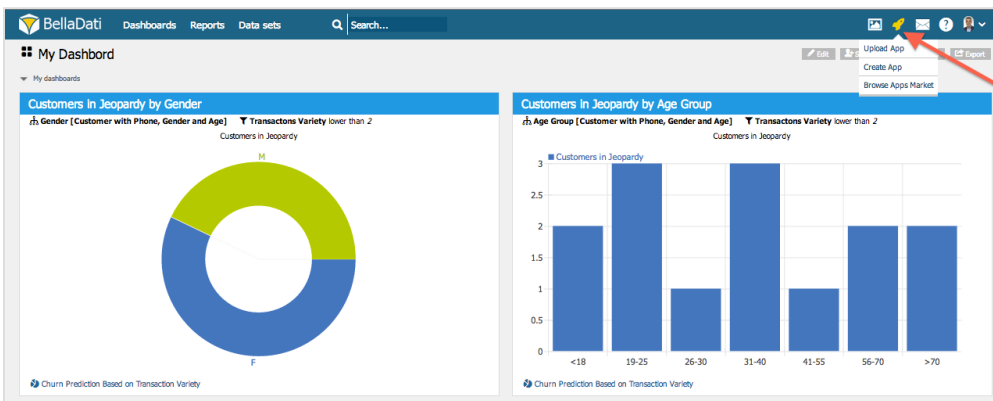 BellaDati Dashboards Reports Data sets Search...
My Dashbord
Edit
Export
Upload App
Create App
Browse Apps Market
My dashboards
Customers in Jeopardy by Gender
Gender [Customer with Phone, Gender and Age] Transactons Variety lower than 2
Customers in Jeopardy
M
F
Churn Prediction Based on Transaction Variety
Customers in Jeopardy by Age Group
Age Group [Customer with Phone, Gender and Age] Transactons Variety lower than 2
Customers in Jeopardy
Customers in Jeopardy
3
2.5
2
1.5
1
0.5
0
<18 19-25 26-30 31-40 41-55 56-70 >70
Churn Prediction Based on Transaction Variety